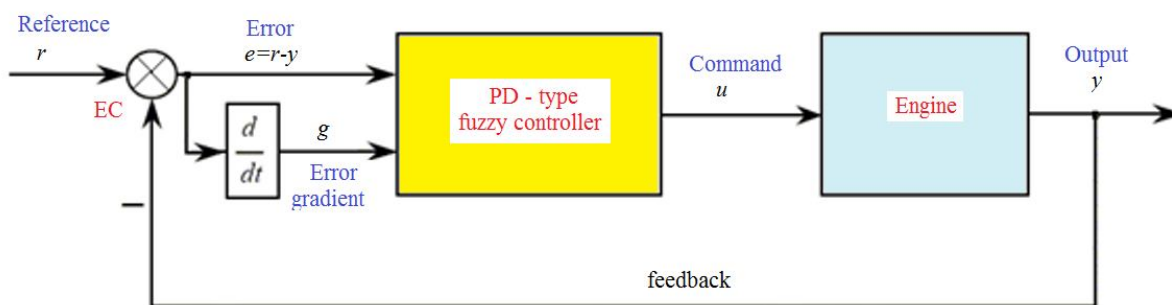 Reference
r
EC
Error
e=r-y
d
dt
g
Error
gradient
PD - type
fuzzy controller
Command
u
Engine
Output
y
−
feedback